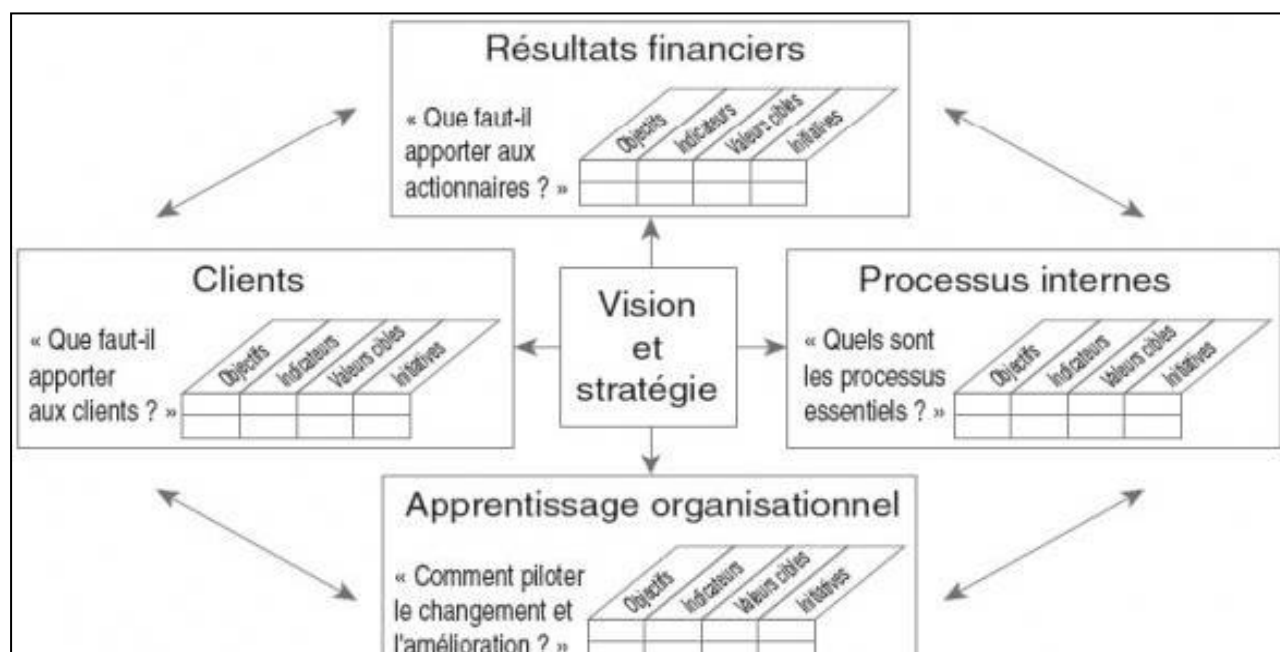 Résultats financiers
« Que faut-il
apporter aux
actionnaires ? »
Objectifs
Indicateurs
Valeurs cibles
Initiatives
Clients
« Que faut-il
apporter
aux clients ? »
Objectifs
Indicateurs
Valeurs cibles
Initiatives
Vision
et
stratégie
Processus internes
« Quels sont
les processus
essentiels ? »
Objectifs
Indicateurs
Valeurs cibles
Initiatives
Apprentissage organisationnel
« Comment piloter
le changement et
l'amélioration ? »
Objectifs
Indicateurs
Valeurs cibles
Initiatives